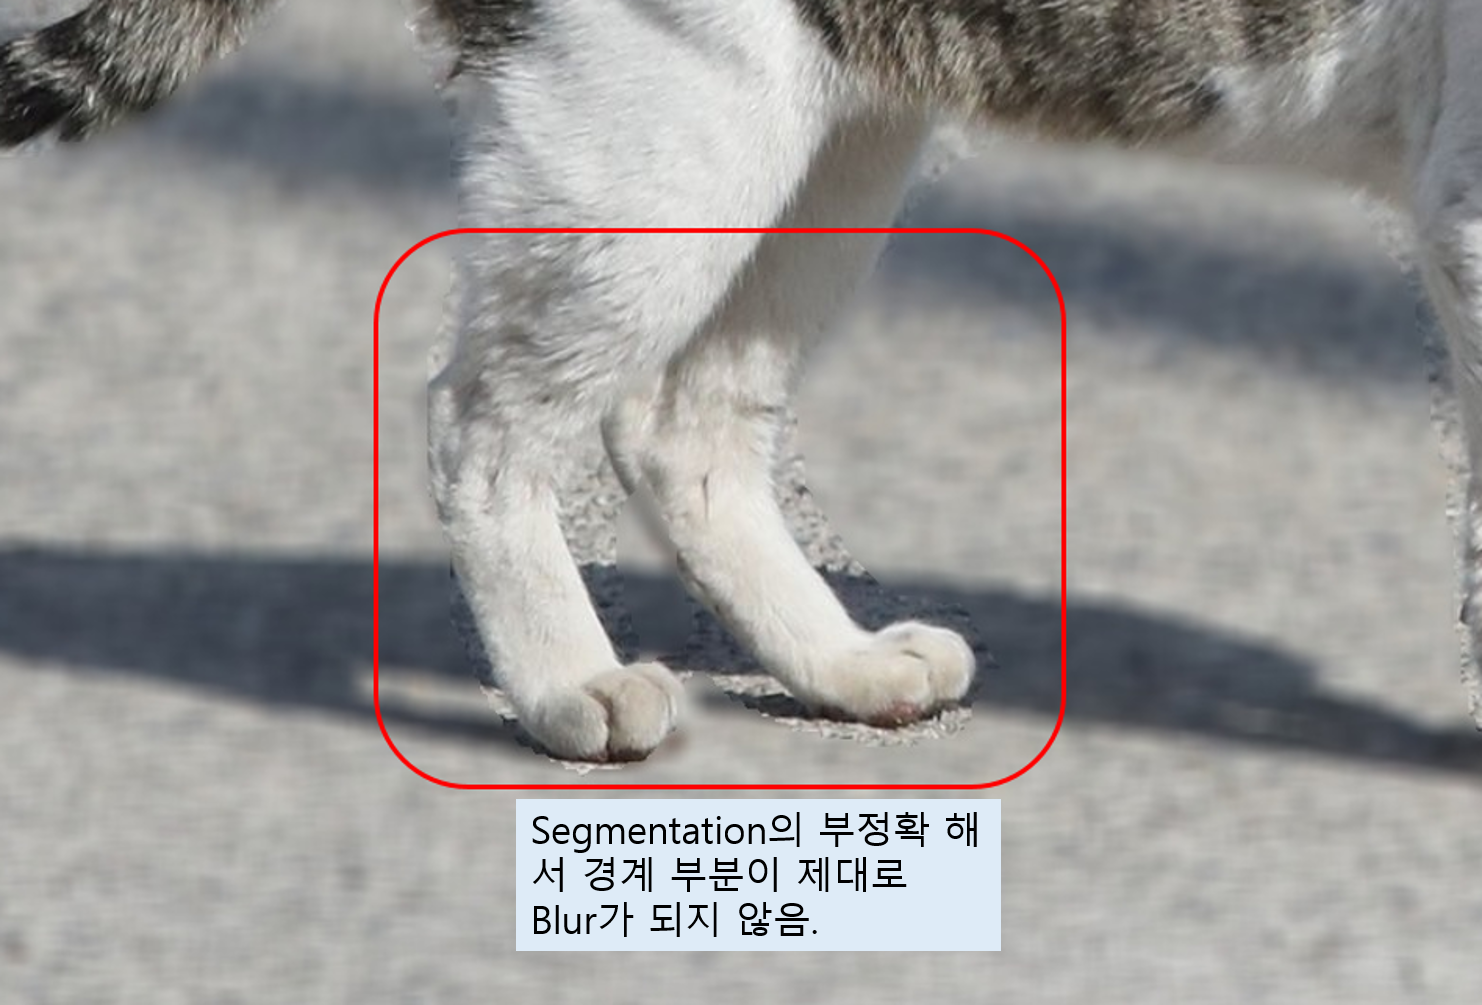 Segmentation의 부정확 해
서 경계 부분이 제대로
Blur가 되지 않음.